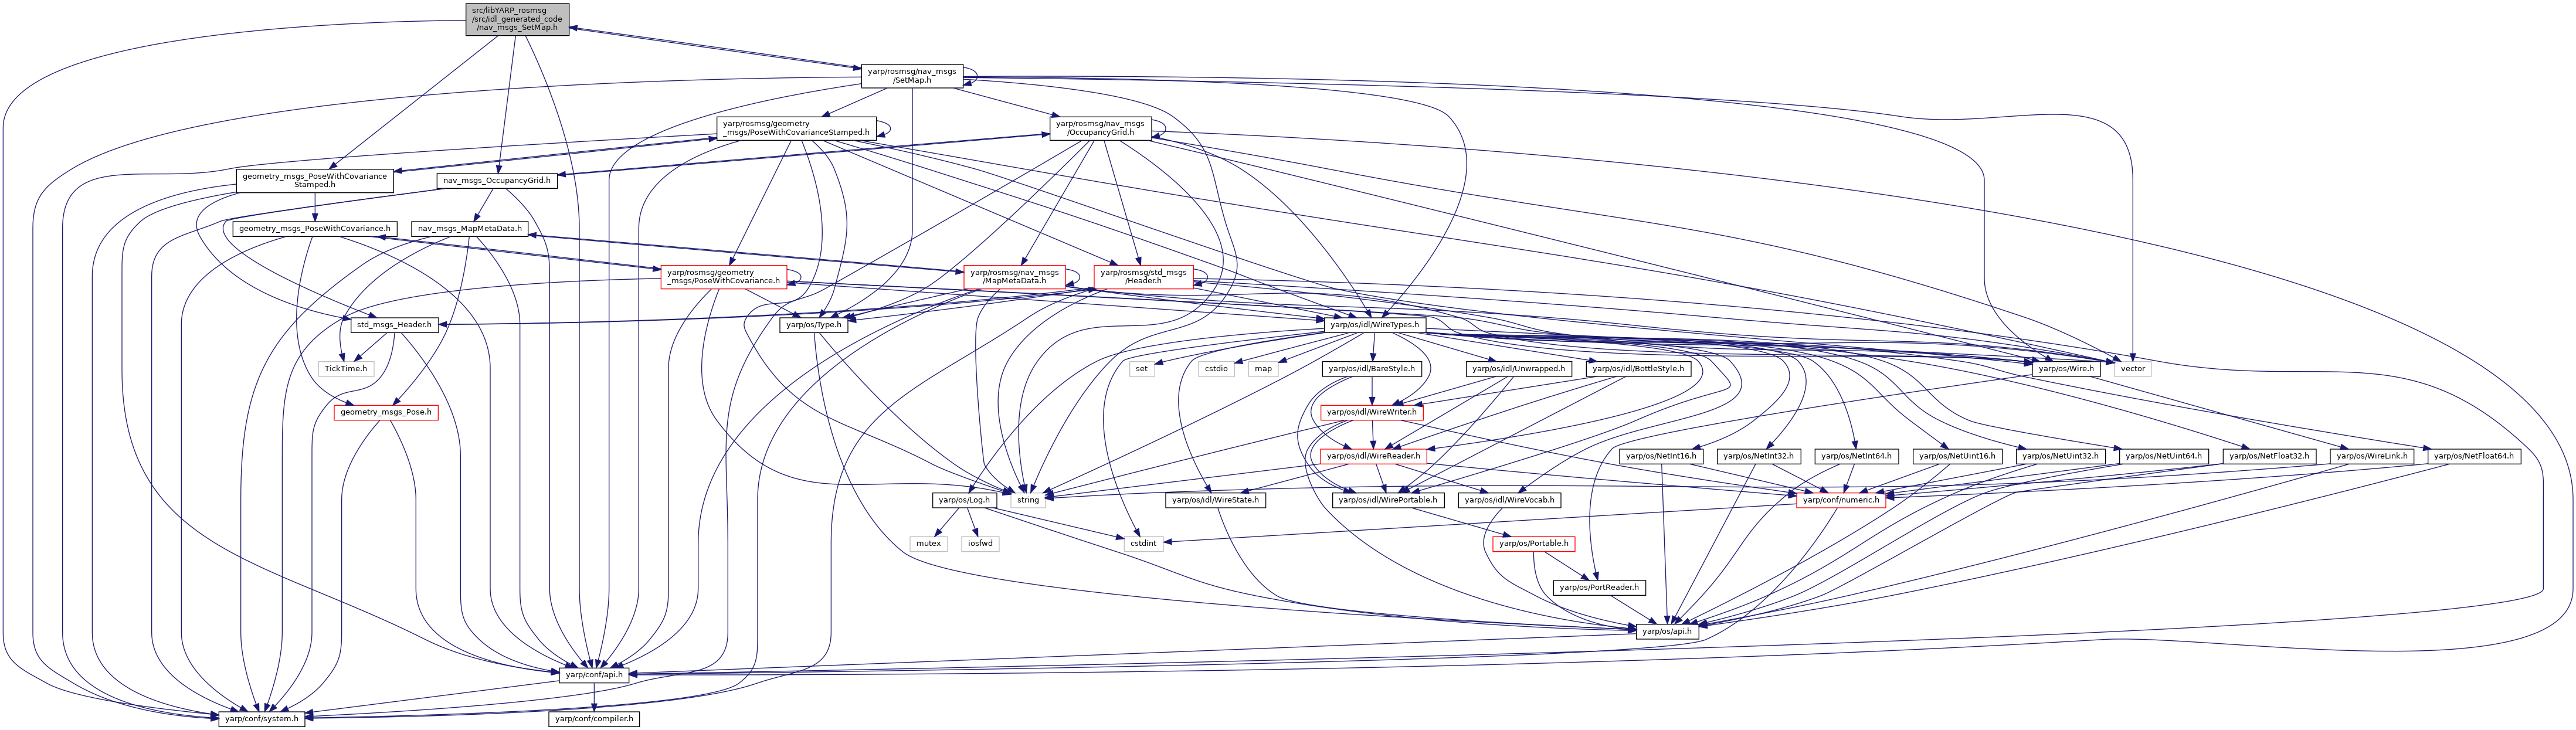 src/libYARP_rosmsg
/src/idl_generated_code
/nav_msgs_SetMap.h
yarp/rosmsg/nav_msgs
/SetMap.h
yarp/rosmsg/geometry
_msgs/PoseWithCovarianceStamped.h
yarp/rosmsg/nav_msgs
/OccupancyGrid.h
geometry_msgs_PoseWithCovariance
Stamped.h
nav_msgs_OccupancyGrid.h
geometry_msgs_PoseWithCovariance.h
nav_msgs_MapMetaData.h
yarp/rosmsg/geometry
_msgs/PoseWithCovariance.h
yarp/rosmsg/nav_msgs
/MapMetaData.h
yarp/rosmsg/std_msgs
/Header.h
std_msgs_Header.h
yarp/os/Type.h
yarp/os/idl/WireTypes.h
TickTime.h
set
cstdio
map
yarp/os/idl/BareStyle.h
yarp/os/idl/Unwrapped.h
yarp/os/idl/BottleStyle.h
yarp/os/Wire.h
vector
geometry_msgs_Pose.h
yarp/os/idl/WireWriter.h
yarp/os/idl/WireReader.h
yarp/os/NetInt16.h
yarp/os/NetInt32.h
yarp/os/NetInt64.h
yarp/os/NetUint16.h
yarp/os/NetUint32.h
yarp/os/NetUint64.h
yarp/os/NetFloat32.h
yarp/os/WireLink.h
yarp/os/NetFloat64.h
yarp/os/Log.h
string
yarp/os/idl/WireState.h
yarp/os/idl/WirePortable.h
yarp/os/idl/WireVocab.h
yarp/conf/numeric.h
mutex
iosfwd
cstdint
yarp/os/Portable.h
yarp/os/PortReader.h
yarp/os/api.h
yarp/conf/api.h
yarp/conf/system.h
yarp/conf/compiler.h